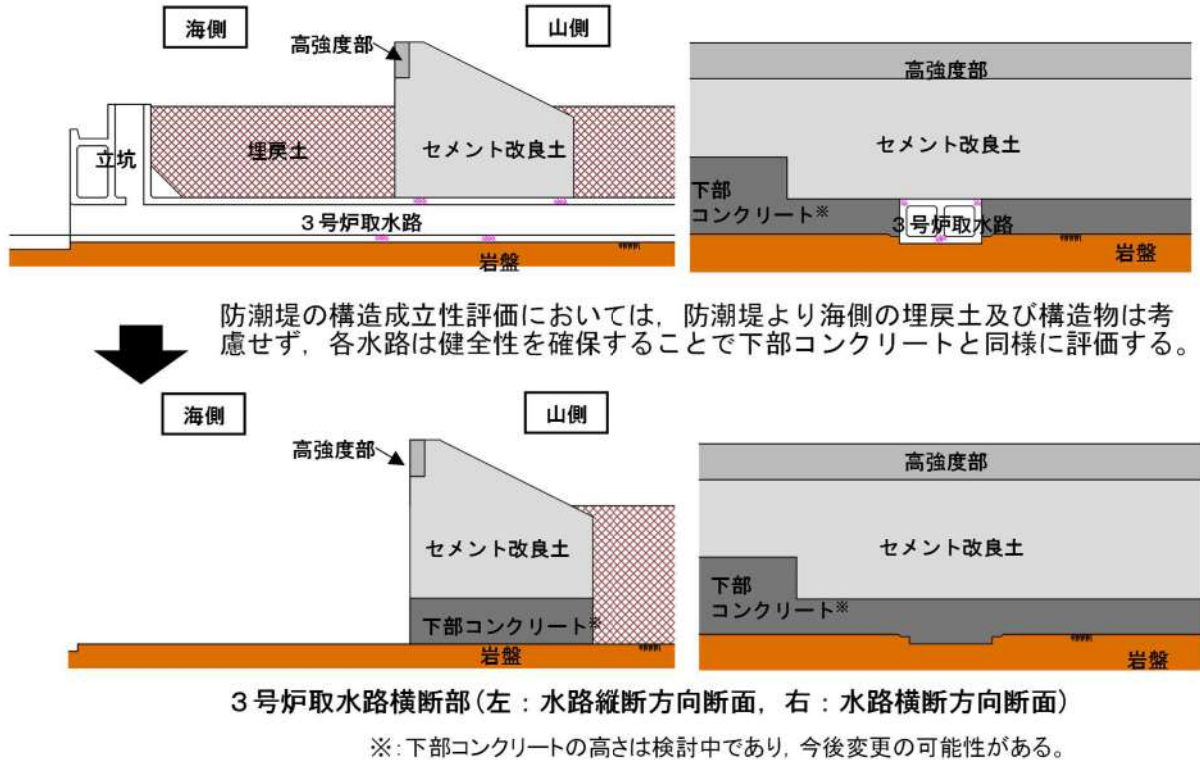 海側
山側
高強度部
高強度部
立坑
埋戻土
セメント改良土
セメント改良土
下部
コンクリート※
3号炉取水路
3号炉取水路
岩盤
岩盤
防潮堤の構造成立性評価においては，防潮堤より海側の埋戻土及び構造物は考
慮せず，各水路は健全性を確保することで下部コンクリートと同様に評価する。
海側
山側
高強度部
高強度部
セメント改良土
セメント改良土
下部
コンクリート※
下部コンクリート※
岩盤
岩盤
３号炉取水路横断部(左：水路縦断方向断面，右：水路横断方向断面)
※：下部コンクリートの高さは検討中であり，今後変更の可能性がある。